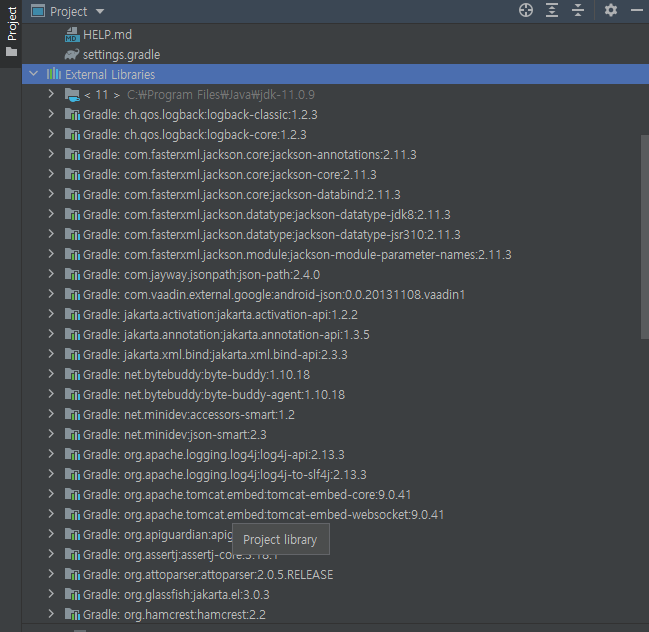 Project
Project
HELP.md
settings.gradle
External Libraries
< 11 > C:₩Program Files₩Java₩jdk-11.0.9
Gradle: ch.qos.logback:logback-classic:1.2.3
Gradle: ch.qos.logback:logback-core:1.2.3
Gradle: com.fasterxml.jackson.core:jackson-annotations:2.11.3
Gradle: com.fasterxml.jackson.core:jackson-core:2.11.3
Gradle: com.fasterxml.jackson.core:jackson-databind:2.11.3
Gradle: com.fasterxml.jackson.datatype:jackson-datatype-jdk8:2.11.3
Gradle: com.fasterxml.jackson.datatype:jackson-datatype-jsr310:2.11.3
Gradle: com.fasterxml.jackson.module:jackson-module-parameter-names:2.11.3
Gradle: com.jayway.jsonpath:json-path:2.4.0
Gradle: com.vaadin.external.google:android-json:0.0.20131108.vaadin1
Gradle: jakarta.activation:jakarta.activation-api:1.2.2
Gradle: jakarta.annotation:jakarta.annotation-api:1.3.5
Gradle: jakarta.xml.bind:jakarta.xml.bind-api:2.3.3
Gradle: net.bytebuddy:byte-buddy:1.10.18
Gradle: net.bytebuddy:byte-buddy-agent:1.10.18
Gradle: net.minidev:accessors-smart:1.2
Gradle: net.minidev:json-smart:2.3
Gradle: org.apache.logging.log4j:log4j-api:2.13.3
Gradle: org.apache.logging.log4j:log4j-to-slf4j:2.13.3
Gradle: org.apache.tomcat.embed:tomcat-embed-core:9.0.41
Gradle: org.apache.tomcat.embed:tomcat-embed-websocket:9.0.41
Gradle: org.apiguardian:apig
Project library
Gradle: org.assertj:assertj-core:3.18.1
Gradle: org.attoparser:attoparser:2.0.5.RELEASE
Gradle: org.glassfish:jakarta.el:3.0.3
Gradle: org.hamcrest:hamcrest:2.2